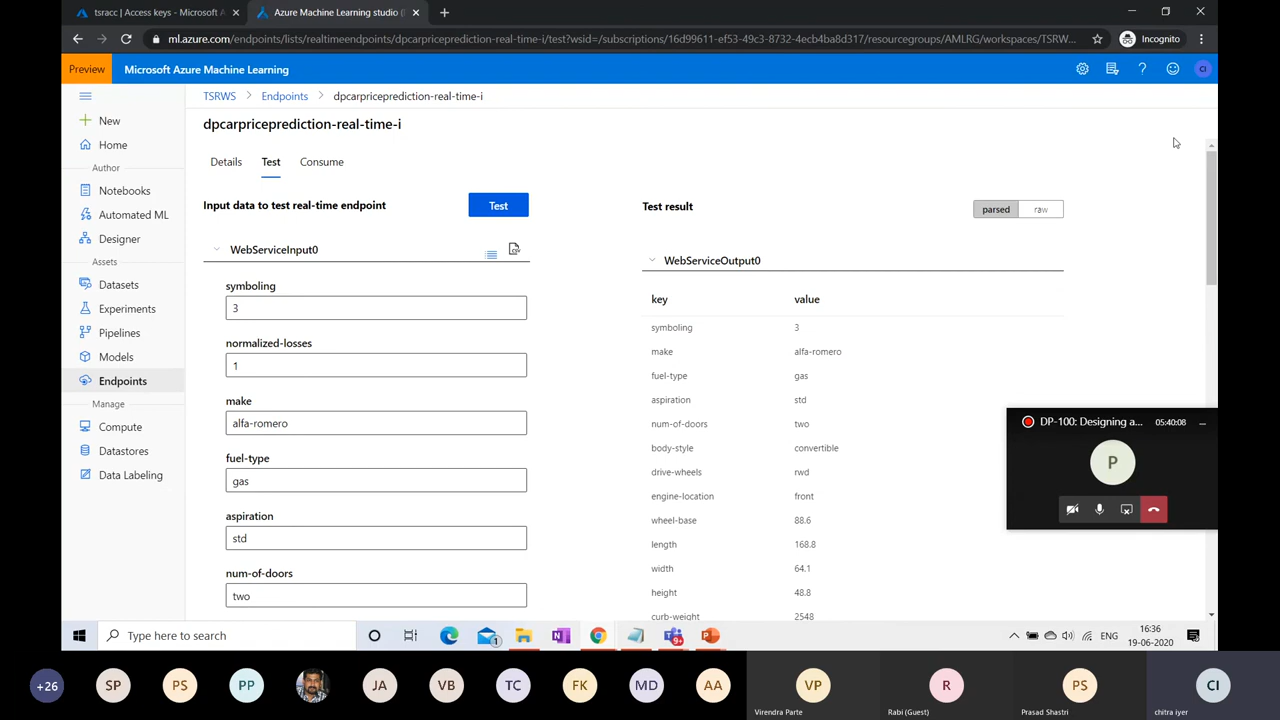 tsracc | Access keys - Microsoft A
Azure Machine Learning studio (
ml.azure.com/endpoints/lists/realtimeendpoints/dpcarpriceprediction-real-time-i/test?wsid=/subscriptions/16d99611-ef53-49c3-8732-4ecb4ba8d317/resourcegroups/AMLRG/workspaces/TSRW...
Incognito
Preview
Microsoft Azure Machine Learning
CI
New
Home
Author
Notebooks
Automated ML
Designer
Assets
Datasets
Experiments
Pipelines
Models
Endpoints
Manage
Compute
Datastores
Data Labeling
TSRWS > Endpoints > dpcarpriceprediction-real-time-i
dpcarpriceprediction-real-time-i
Details Test Consume
Input data to test real-time endpoint
Test
WebServiceInput0
symboling
3
normalized-losses
1
make
alfa-romero
fuel-type
gas
aspiration
std
num-of-doors
two
Test result
parsed raw
WebServiceOutput0
key value
symboling 3
make alfa-romero
fuel-type gas
aspiration std
num-of-doors two
body-style convertible
drive-wheels rwd
engine-location front
wheel-base 88.6
length 168.8
width 64.1
height 48.8
curb-weight 2548
DP-100: Designing a... 05:40:08
P
Type here to search
1
9+
ENG
16:36
19-06-2020
+26
SP
PS
PP
JA
VB
TC
FK
MD
AA
VP
Virendra Parte
R
Rabi (Guest)
PS
Prasad Shastri
CI
chitra iyer